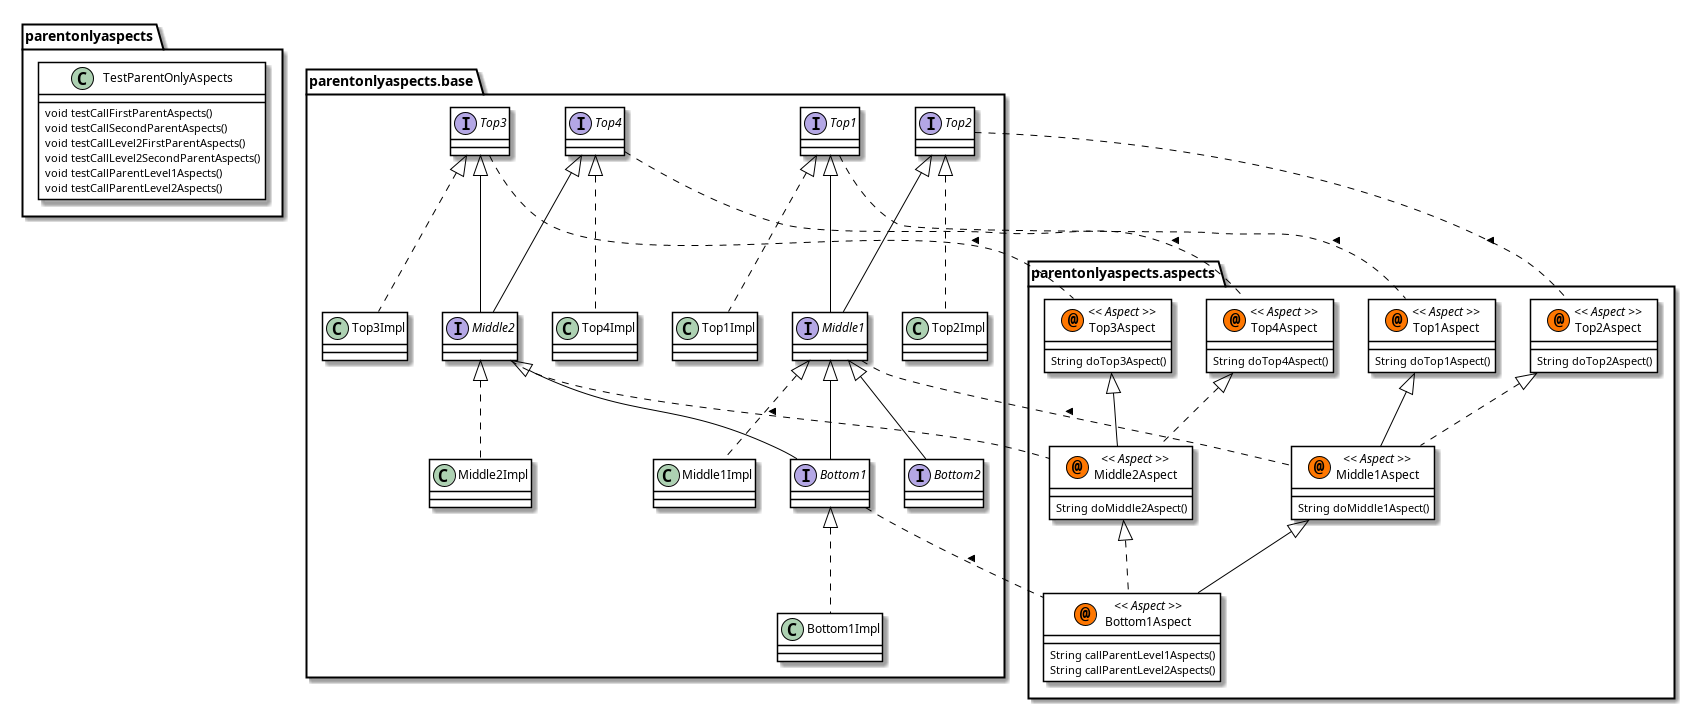 parentonlyaspects
C TestParentOnlyAspects
void testCallFirstParentAspects()
void testCallSecondParentAspects()
void testCallLevel2FirstParentAspects()
void testCallLevel2SecondParentAspects()
void testCallParentLevel1Aspects()
void testCallParentLevel2Aspects()
parentonlyaspects.base
I Top3
I Top4
I Top1
I Top2
C Top3Impl
I Middle2
C Top4Impl
C Top1Impl
I Middle1
C Top2Impl
C Middle2Impl
C Middle1Impl
I Bottom1
I Bottom2
C Bottom1Impl
parentonlyaspects.aspects
<< Aspect >>
@ Top3Aspect
String doTop3Aspect()
<< Aspect >>
@ Top4Aspect
String doTop4Aspect()
<< Aspect >>
@ Top1Aspect
String doTop1Aspect()
<< Aspect >>
@ Top2Aspect
String doTop2Aspect()
<< Aspect >>
@ Middle2Aspect
String doMiddle2Aspect()
<< Aspect >>
@ Middle1Aspect
String doMiddle1Aspect()
<< Aspect >>
@ Bottom1Aspect
String callParentLevel1Aspects()
String callParentLevel2Aspects()